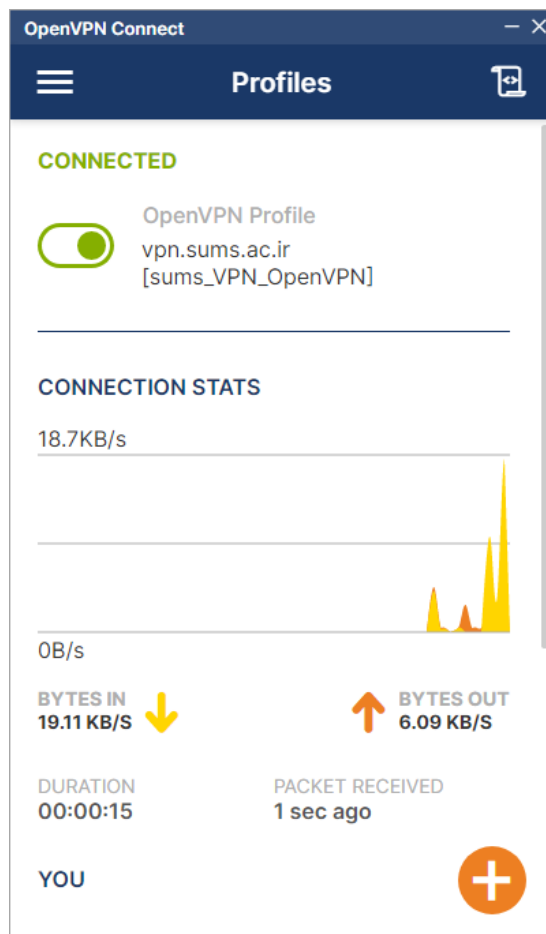 OpenVPN Connect
Profiles
CONNECTED
OpenVPN Profile
vpn.sums.ac.ir
[sums_VPN_OpenVPN]
CONNECTION STATS
18.7KB/s
0B/s
BYTES IN
19.11 KB/S
BYTES OUT
6.09 KB/S
DURATION
00:00:15
PACKET RECEIVED
1 sec ago
YOU